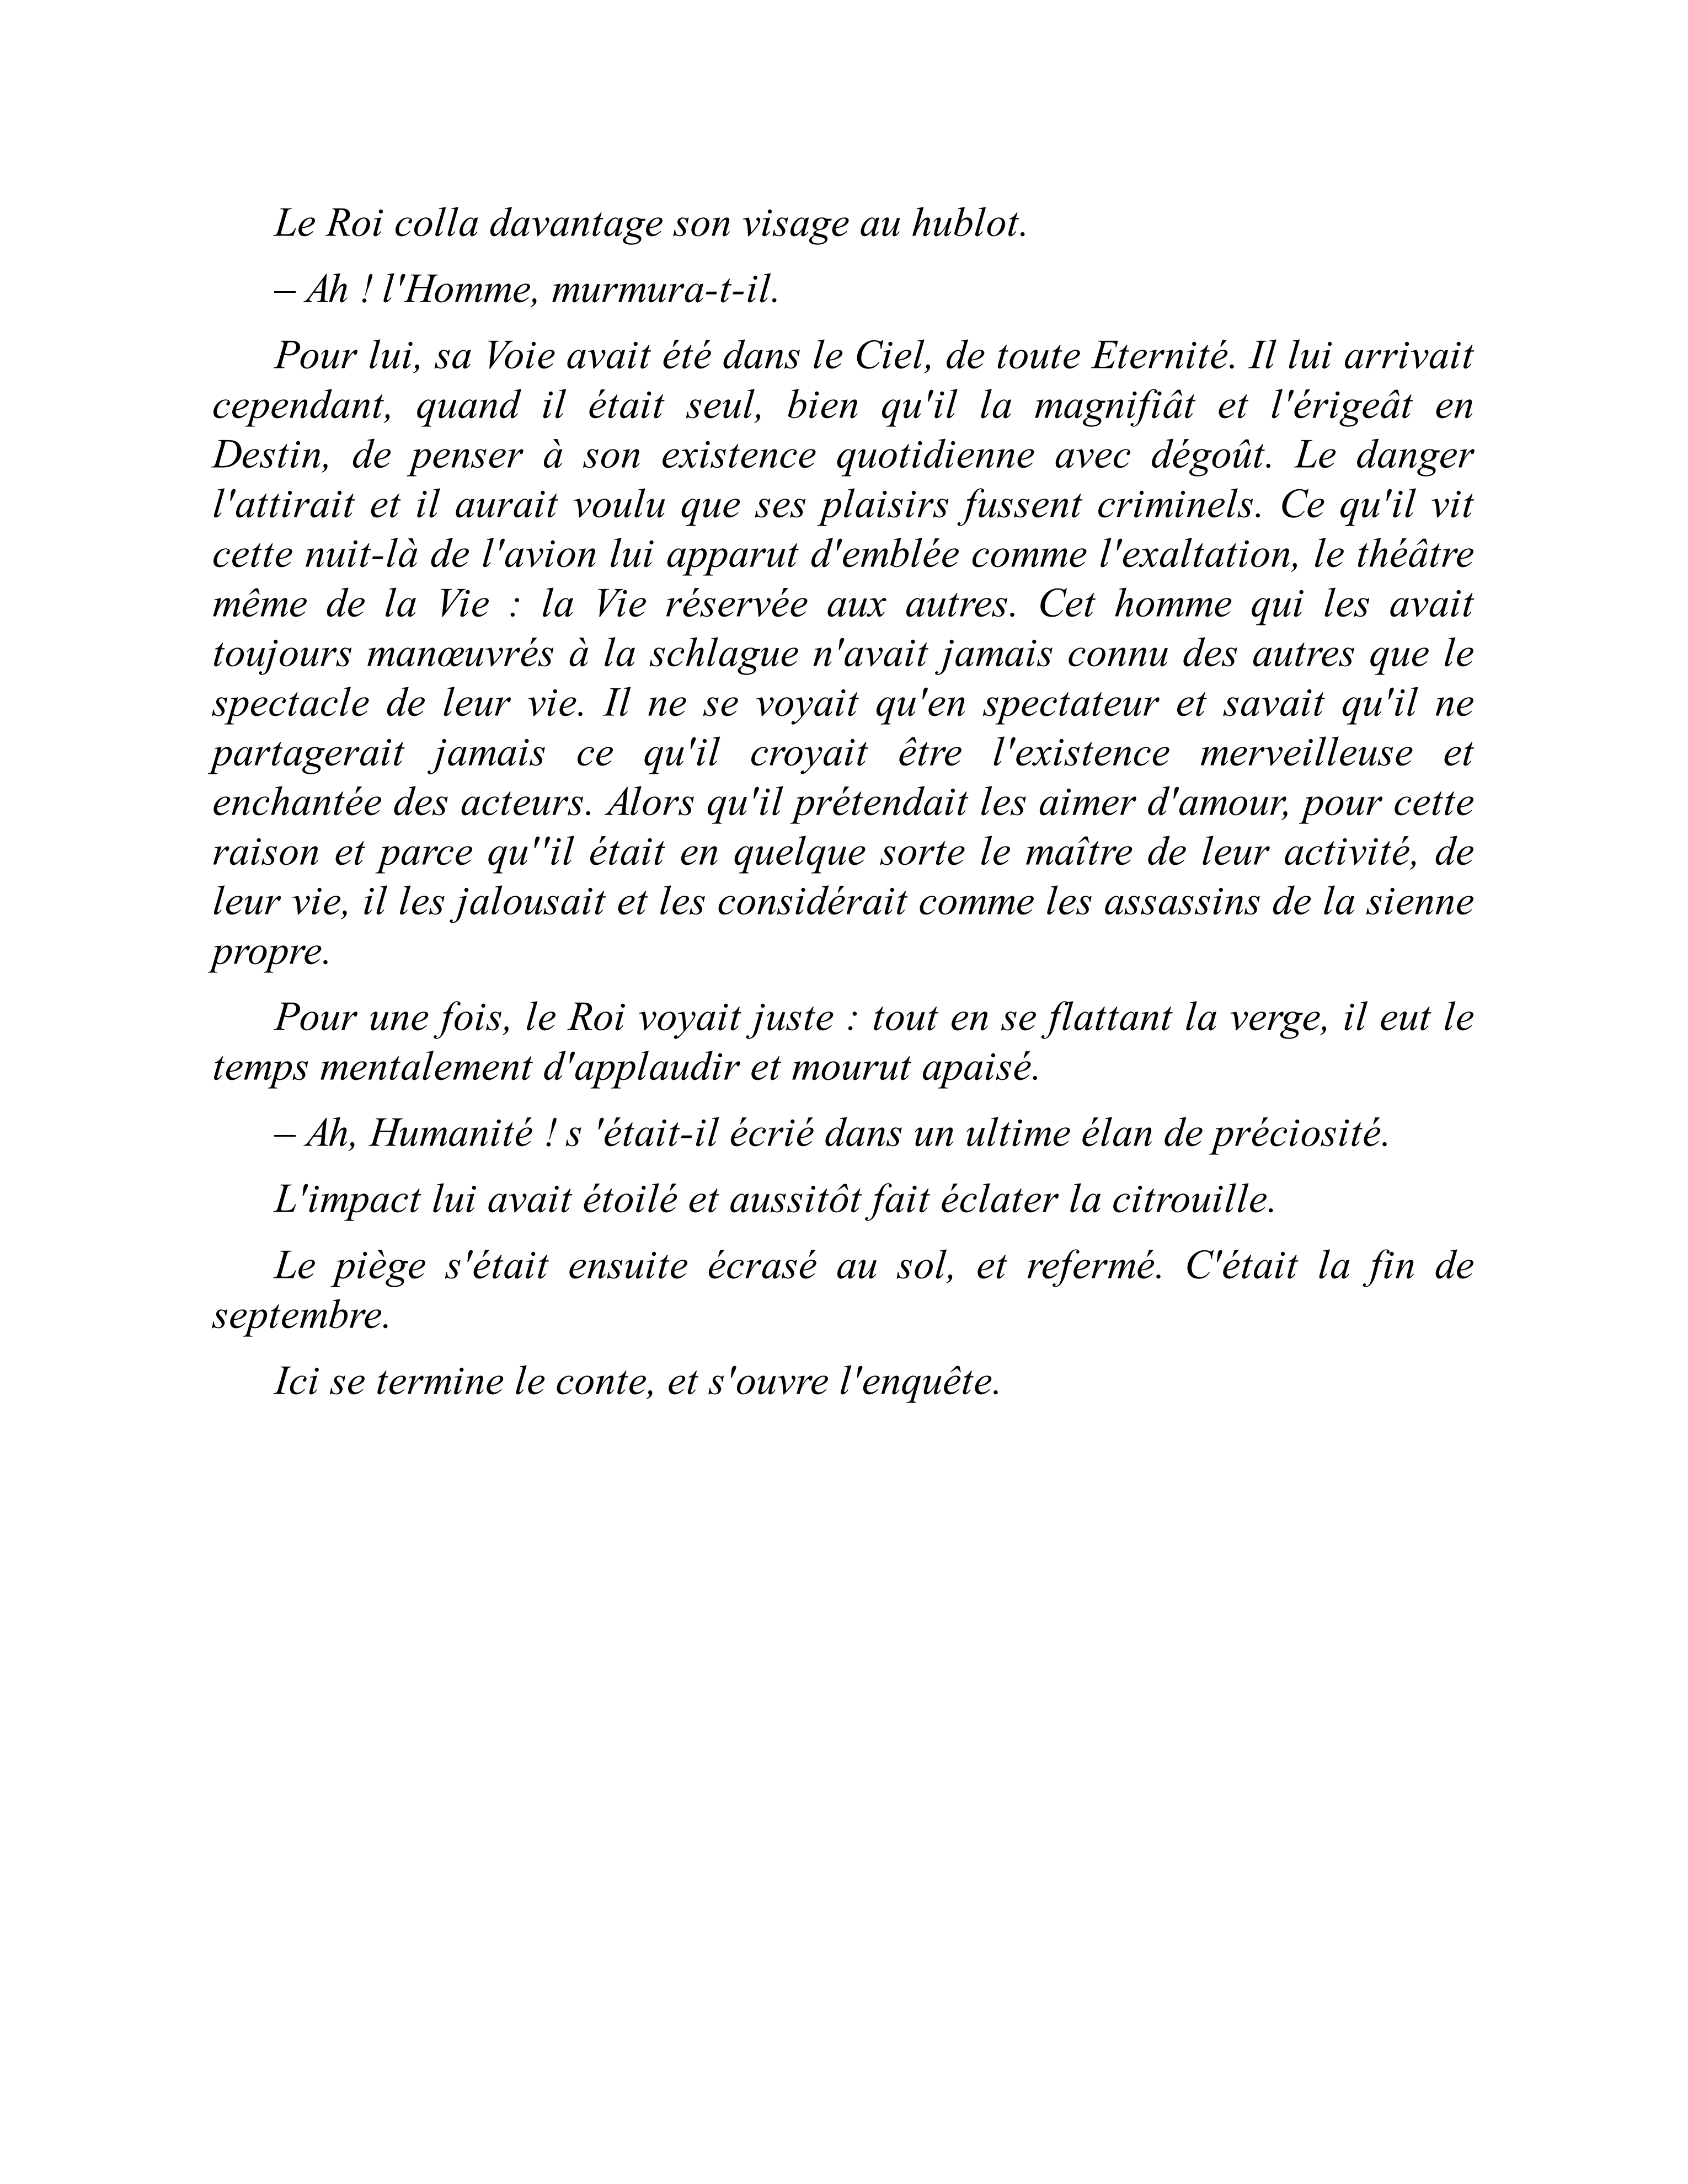 Le Roi colla davantage son visage au hublot.
– Ah ! l'Homme, murmura-t-il.
Pour lui, sa Voie avait été dans le Ciel, de toute Eternité. Il lui arrivait
cependant, quand il était seul, bien qu'il la magnifiât et l'érigeât en
Destin, de penser à son existence quotidienne avec dégoût. Le danger
l'attirait et il aurait voulu que ses plaisirs fussent criminels. Ce qu'il vit
cette nuit-là de l'avion lui apparut d'emblée comme l'exaltation, le théâtre
même de la Vie : la Vie réservée aux autres. Cet homme qui les avait
toujours manœuvrés à la schlague n'avait jamais connu des autres que le
spectacle de leur vie. Il ne se voyait qu'en spectateur et savait qu'il ne
partagerait jamais ce qu'il croyait être l'existence merveilleuse et
enchantée des acteurs. Alors qu'il prétendait les aimer d'amour, pour cette
raison et parce qu''il était en quelque sorte le maître de leur activité, de
leur vie, il les jalousait et les considérait comme les assassins de la sienne
propre.
Pour une fois, le Roi voyait juste : tout en se flattant la verge, il eut le
temps mentalement d'applaudir et mourut apaisé.
– Ah, Humanité ! s 'était-il écrié dans un ultime élan de préciosité.
L'impact lui avait étoilé et aussitôt fait éclater la citrouille.
Le piège s'était ensuite écrasé au sol, et refermé. C'était la fin de
septembre.
Ici se termine le conte, et s'ouvre l'enquête.